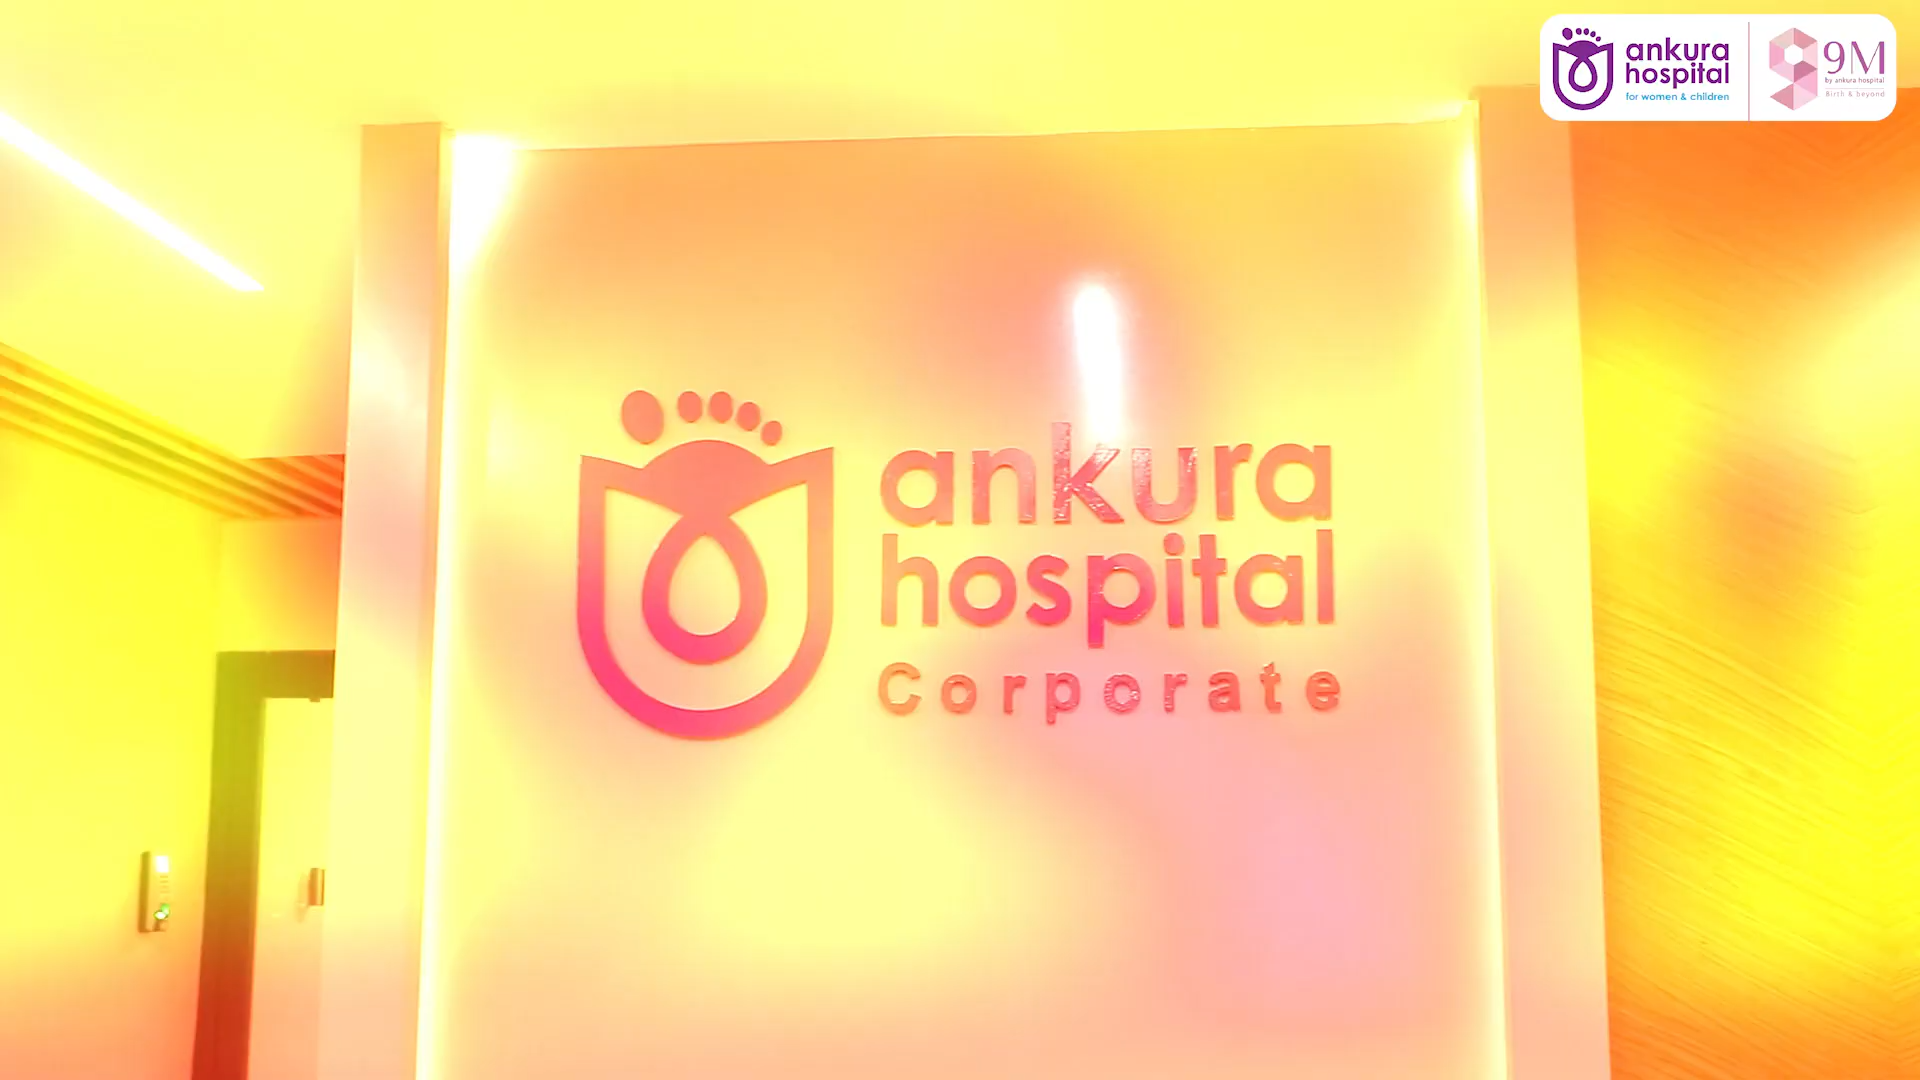 ankura
hospital
for women & children
9M
by ankura hospital
Birth & beyond
ankura
hospital
Corporate